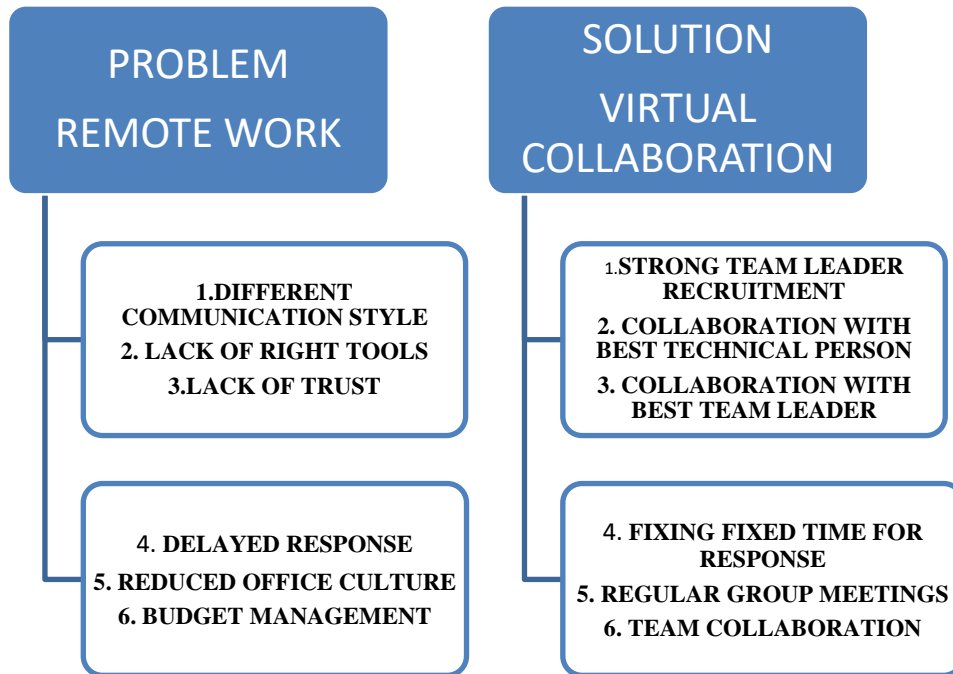 PROBLEM
REMOTE WORK
1.DIFFERENT
COMMUNICATION STYLE
2. LACK OF RIGHT TOOLS
3.LACK OF TRUST
4. DELAYED RESPONSE
5. REDUCED OFFICE CULTURE
6. BUDGET MANAGEMENT
SOLUTION
VIRTUAL
COLLABORATION
1.STRONG TEAM LEADER
RECRUITMENT
2. COLLABORATION WITH
BEST TECHNICAL PERSON
3. COLLABORATION WITH
BEST TEAM LEADER
4. FIXING FIXED TIME FOR
RESPONSE
5. REGULAR GROUP MEETINGS
6. TEAM COLLABORATION